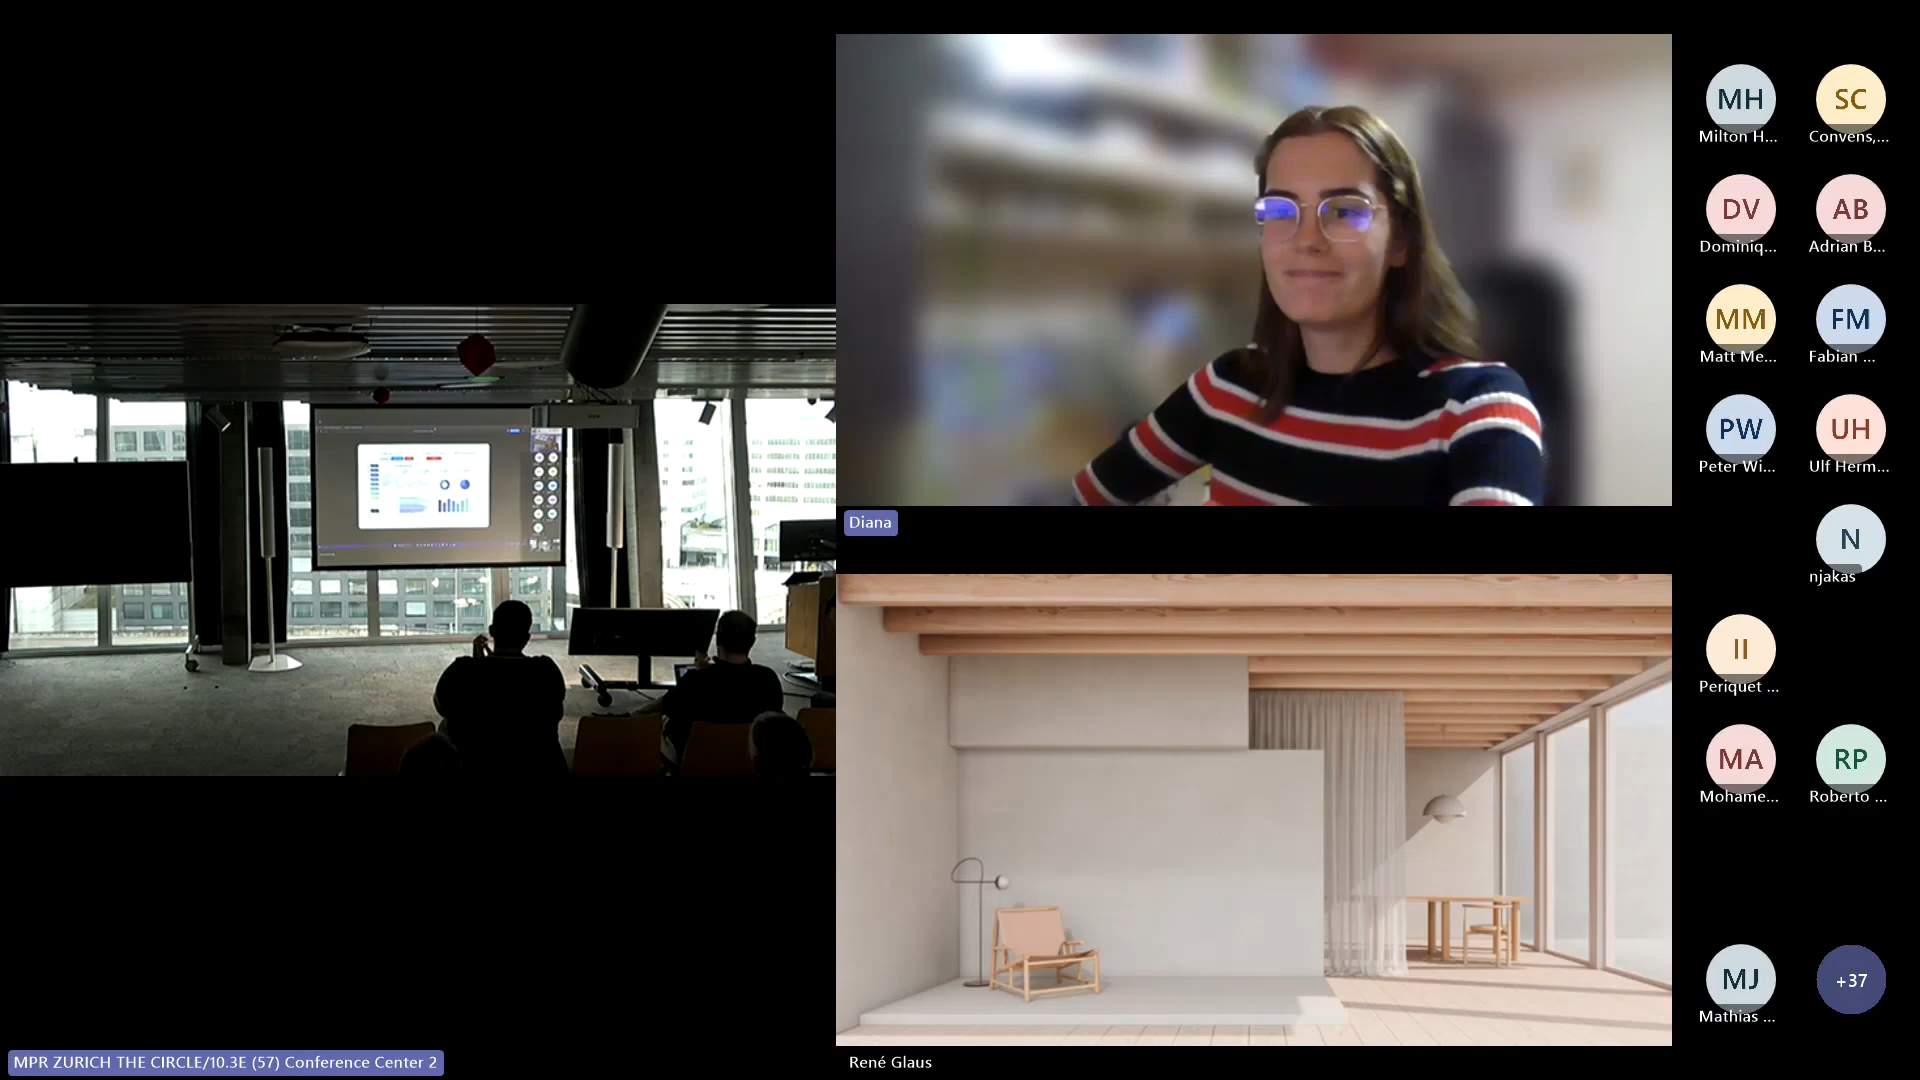 MH
SC
Milton H...
Convens,...
DV
AB
Dominiq...
Adrian B...
MM
FM
Matt Me...
Fabian ...
PW
UH
Peter Wi...
Ulf Herm...
Diana
N
njakas
II
Periquet ...
MA
RP
Mohame...
Roberto ...
MJ
+37
Mathias ...
MPR ZURICH THE CIRCLE/10.3E (57) Conference Center 2
René Glaus